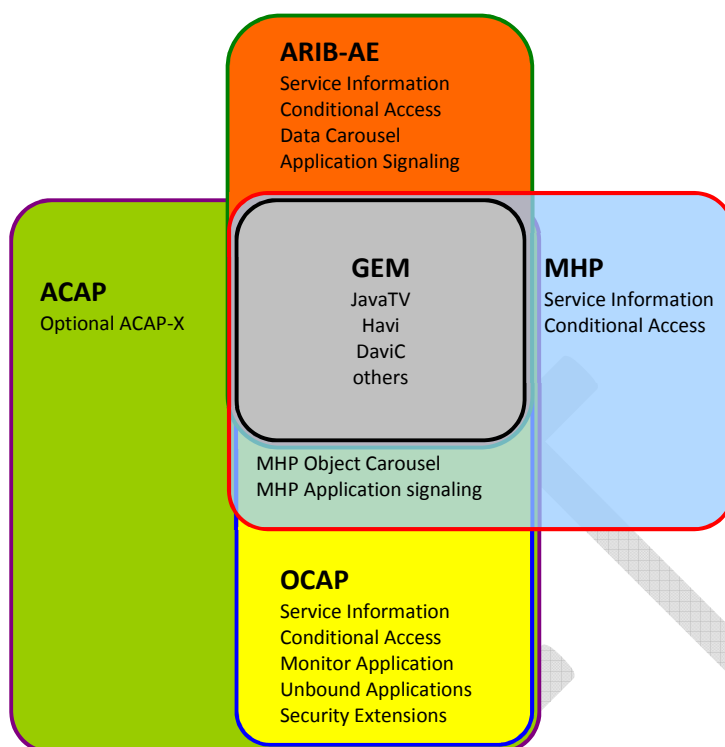 ARIB-AE
Service Information
Conditional Access
Data Carousel
Application Signaling
ACAP
Optional ACAP-X
GEM
JavaTV
Havi
DaviC
others
MHP
Service Information
Conditional Access
MHP Object Carousel
MHP Application signaling
OCAP
Service Information
Conditional Access
Monitor Application
Unbound Applications
Security Extensions